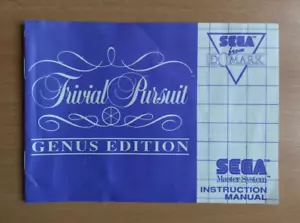 Trivial Pursuit
GENUS EDITION
SEGA
from
DOMARK
SEGA
Master System
INSTRUCTION
MANUAL